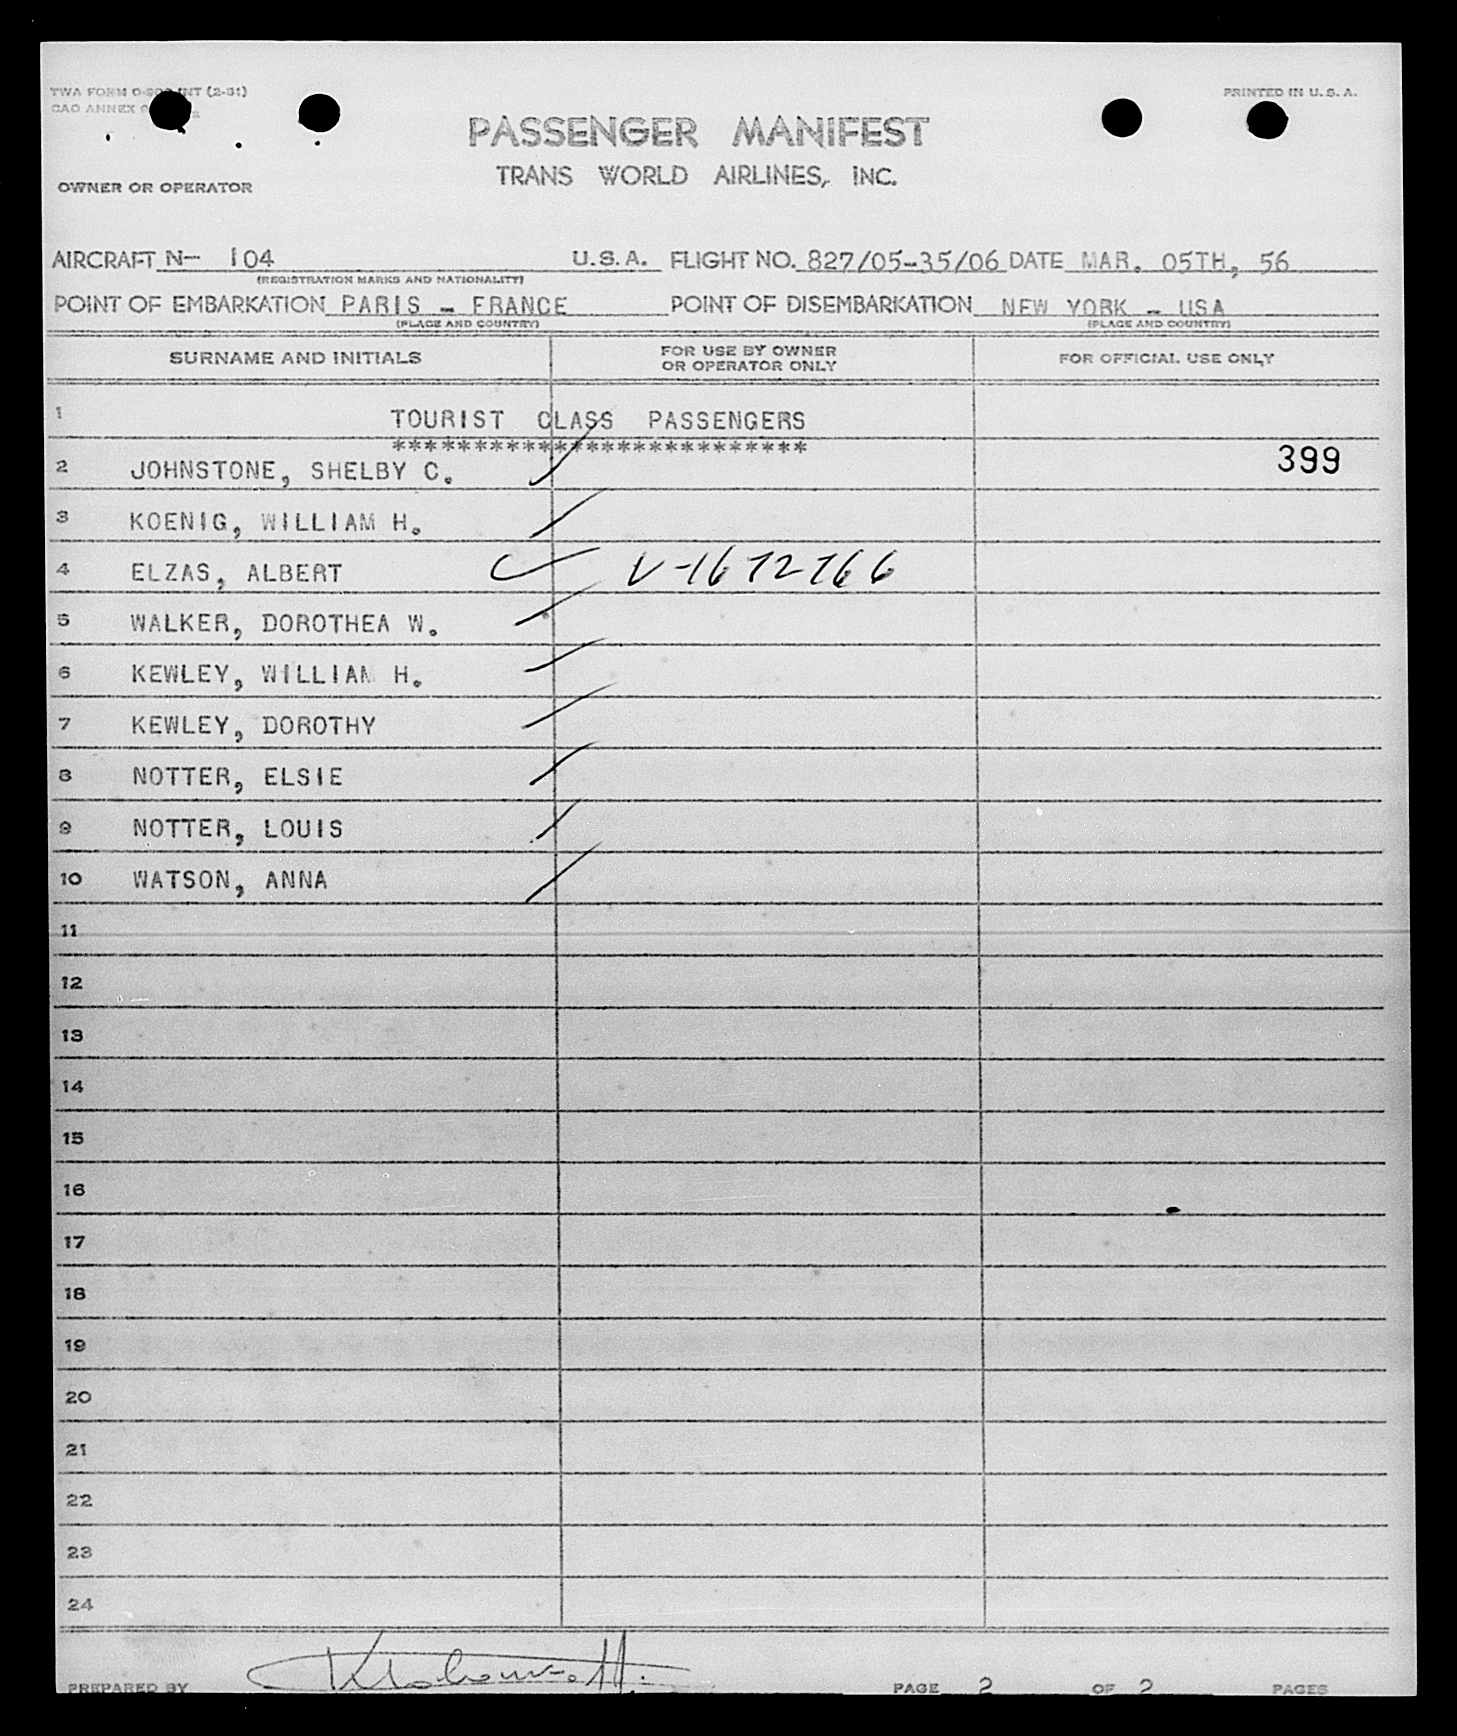 TWA FORM O- INT (2-51)
PRINTED IN U.S.A.
CAO ANNEX
PASSENGER MANIFEST
TRANS WORLD AIRLINES, INC.
OWNER OR OPERATOR
AIRCRAFT N- 104 U.S.A. FLIGHT NO. 827/05-35/06 DATE MAR. 05TH, 56
(REGISTRATION MARKS AND NATIONALITY)
POINT OF EMBARKATION PARIS - FRANCE POINT OF DISEMBARKATION NEW YORK - USA
(PLACE AND COUNTRY) (PLACE AND COUNTRY)
SURNAME AND INITIALS FOR USE BY OWNER OR OPERATOR ONLY FOR OFFICIAL USE ONLY
1 TOURIST CLASS PASSENGERS
**************************
2 JOHNSTONE, SHELBY C. 399
3 KOENIG, WILLIAM H.
4 ELZAS, ALBERT V-1672766
5 WALKER, DOROTHEA W.
6 KEWLEY, WILLIAM H.
7 KEWLEY, DOROTHY
8 NOTTER, ELSIE
9 NOTTER, LOUIS
10 WATSON, ANNA
11
12
13
14
15
16
17
18
19
20
21
22
23
24
PREPARED BY PAGE 2 OF 2 PAGES